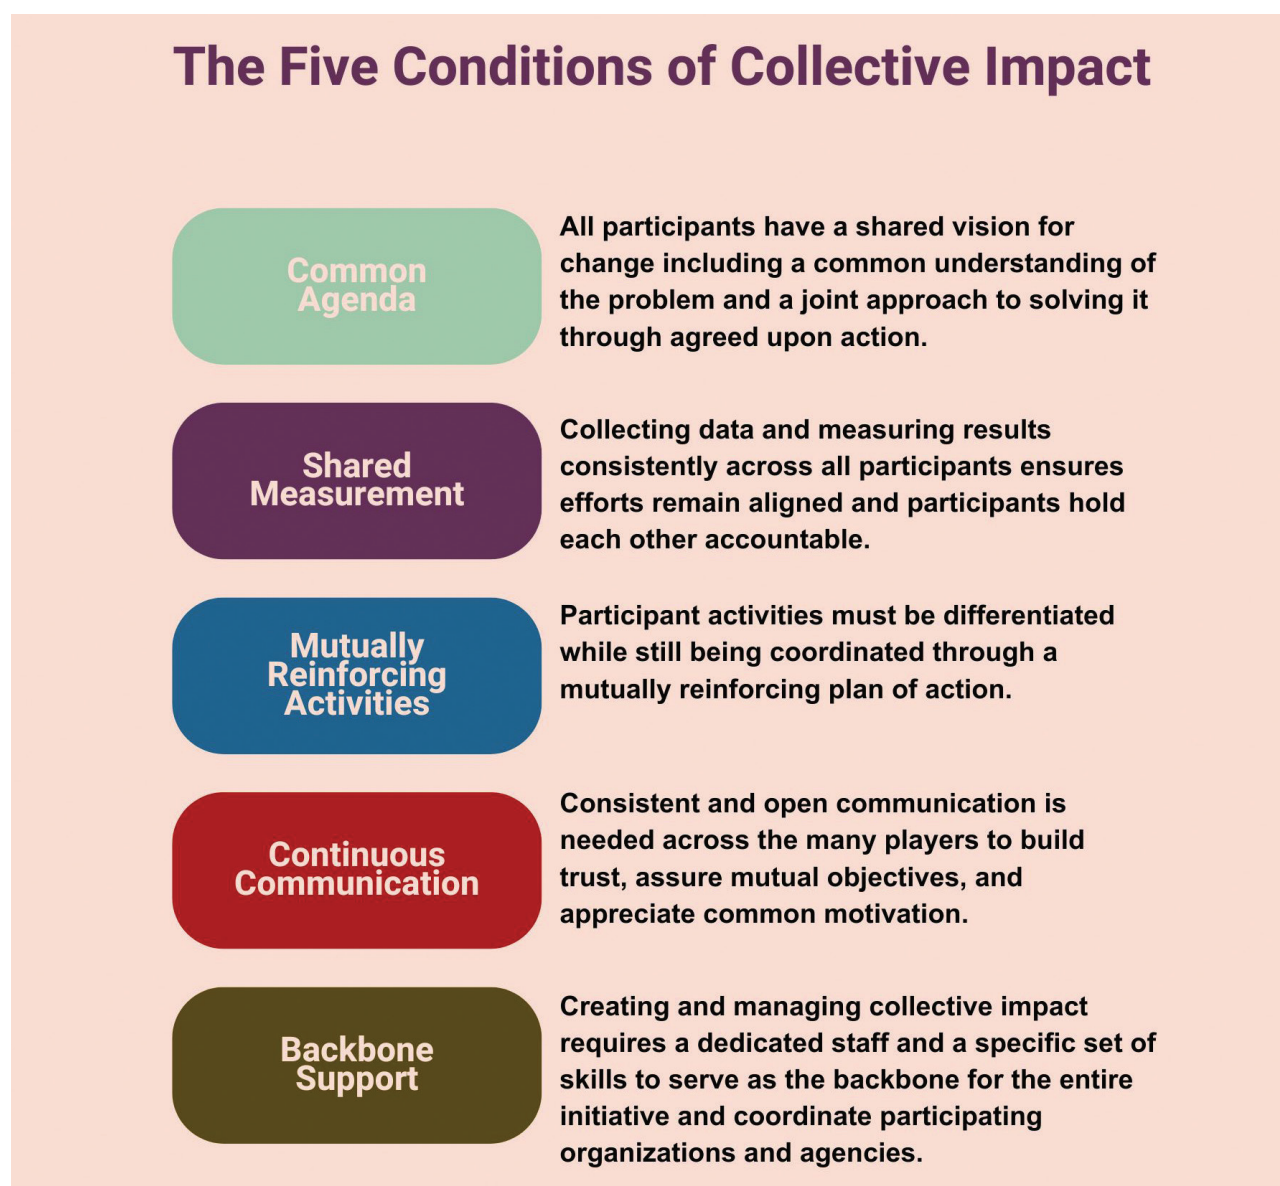 The Five Conditions of Collective Impact
Common
Agenda
All participants have a shared vision for
change including a common understanding of
the problem and a joint approach to solving it
through agreed upon action.
Shared
Measurement
Collecting data and measuring results
consistently across all participants ensures
efforts remain aligned and participants hold
each other accountable.
Mutually
Reinforcing
Activities
Participant activities must be differentiated
while still being coordinated through a
mutually reinforcing plan of action.
Continuous
Communication
Consistent and open communication is
needed across the many players to build
trust, assure mutual objectives, and
appreciate common motivation.
Backbone
Support
Creating and managing collective impact
requires a dedicated staff and a specific set of
skills to serve as the backbone for the entire
initiative and coordinate participating
organizations and agencies.